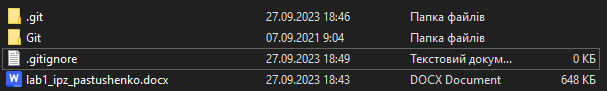 .git 27.09.2023 18:46 Папка файлів
Git 07.09.2021 9:04 Папка файлів
.gitignore 27.09.2023 18:49 Текстовий докум... 0 КБ
lab1_ipz_pastushenko.docx 27.09.2023 18:43 DOCX Document 648 КБ